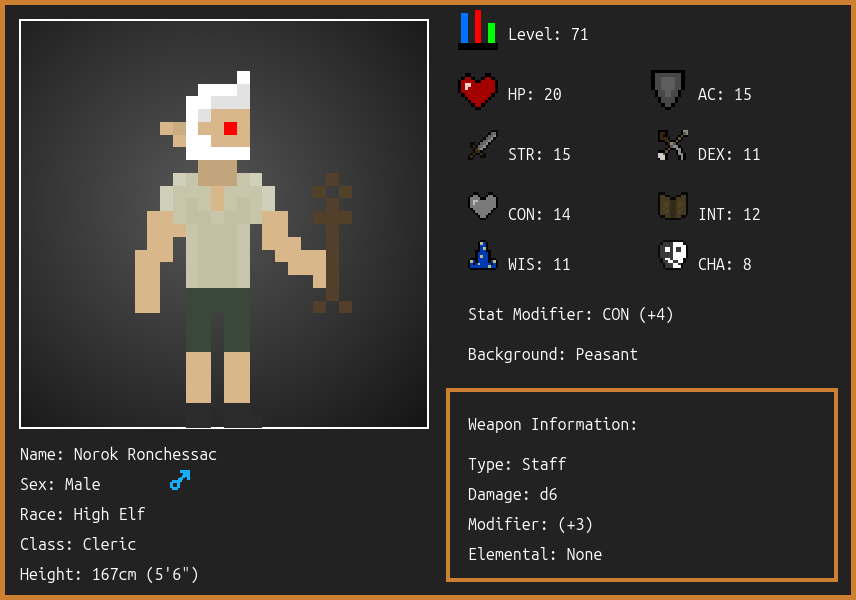 Level: 71
HP: 20
AC: 15
STR: 15
DEX: 11
CON: 14
INT: 12
WIS: 11
CHA: 8
Stat Modifier: CON (+4)
Background: Peasant
Weapon Information:
Type: Staff
Damage: d6
Modifier: (+3)
Elemental: None
Name: Norok Ronchessac
Sex: Male
Race: High Elf
Class: Cleric
Height: 167cm (5'6")